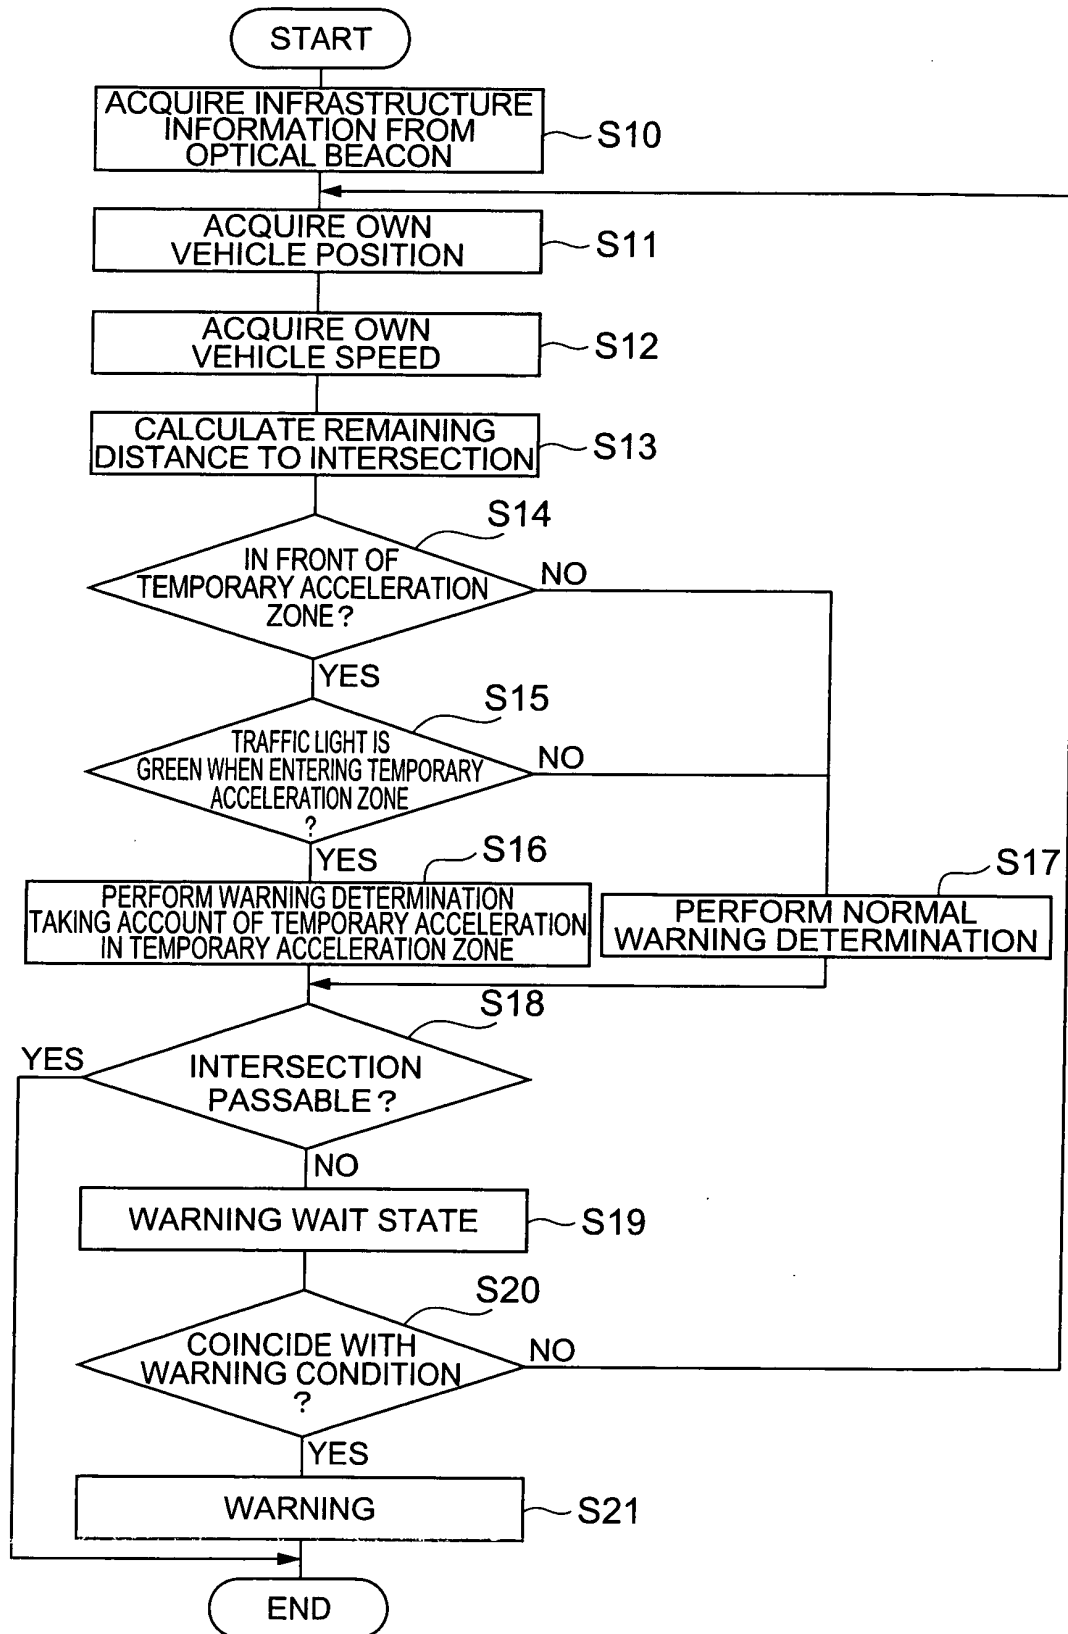 START
ACQUIRE INFRASTRUCTURE
INFORMATION FROM
OPTICAL BEACON
S10
ACQUIRE OWN
VEHICLE POSITION
S11
ACQUIRE OWN
VEHICLE SPEED
S12
CALCULATE REMAINING
DISTANCE TO INTERSECTION
S13
S14
IN FRONT OF
TEMPORARY ACCELERATION
ZONE?
NO
YES
S15
TRAFFIC LIGHT IS
GREEN WHEN ENTERING TEMPORARY
ACCELERATION ZONE
?
NO
YES
S16
PERFORM WARNING DETERMINATION
TAKING ACCOUNT OF TEMPORARY ACCELERATION
IN TEMPORARY ACCELERATION ZONE
S17
PERFORM NORMAL
WARNING DETERMINATION
S18
YES
INTERSECTION
PASSABLE?
NO
WARNING WAIT STATE
S19
S20
COINCIDE WITH
WARNING CONDITION
?
NO
YES
WARNING
S21
END